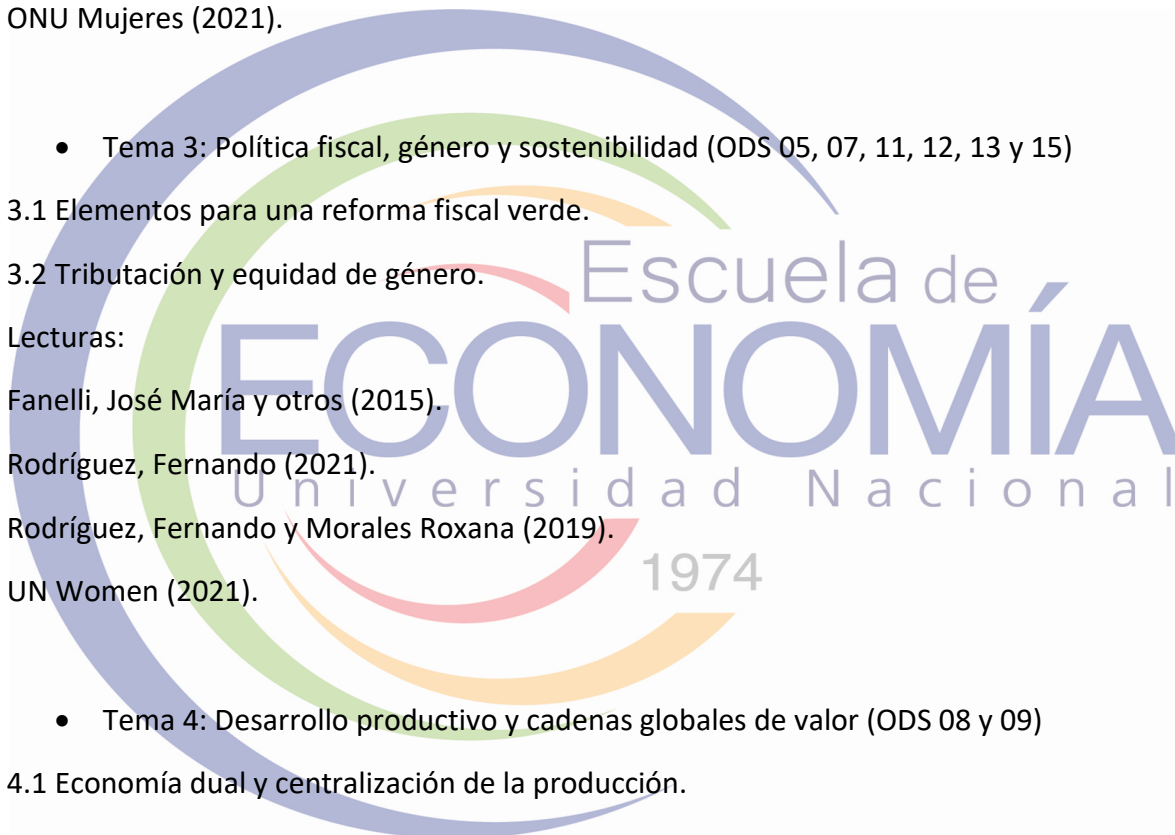 ONU Mujeres (2021).
• Tema 3: Política fiscal, género y sostenibilidad (ODS 05, 07, 11, 12, 13 y 15)
3.1 Elementos para una reforma fiscal verde.
3.2 Tributación y equidad de género.
Escuela de
Lecturas:
ECONOMÍA
Fanelli, José María y otros (2015).
Rodríguez, Fernando (2021).
Universidad Nacional
Rodríguez, Fernando y Morales Roxana (2019).
1974
UN Women (2021).
• Tema 4: Desarrollo productivo y cadenas globales de valor (ODS 08 y 09)
4.1 Economía dual y centralización de la producción.